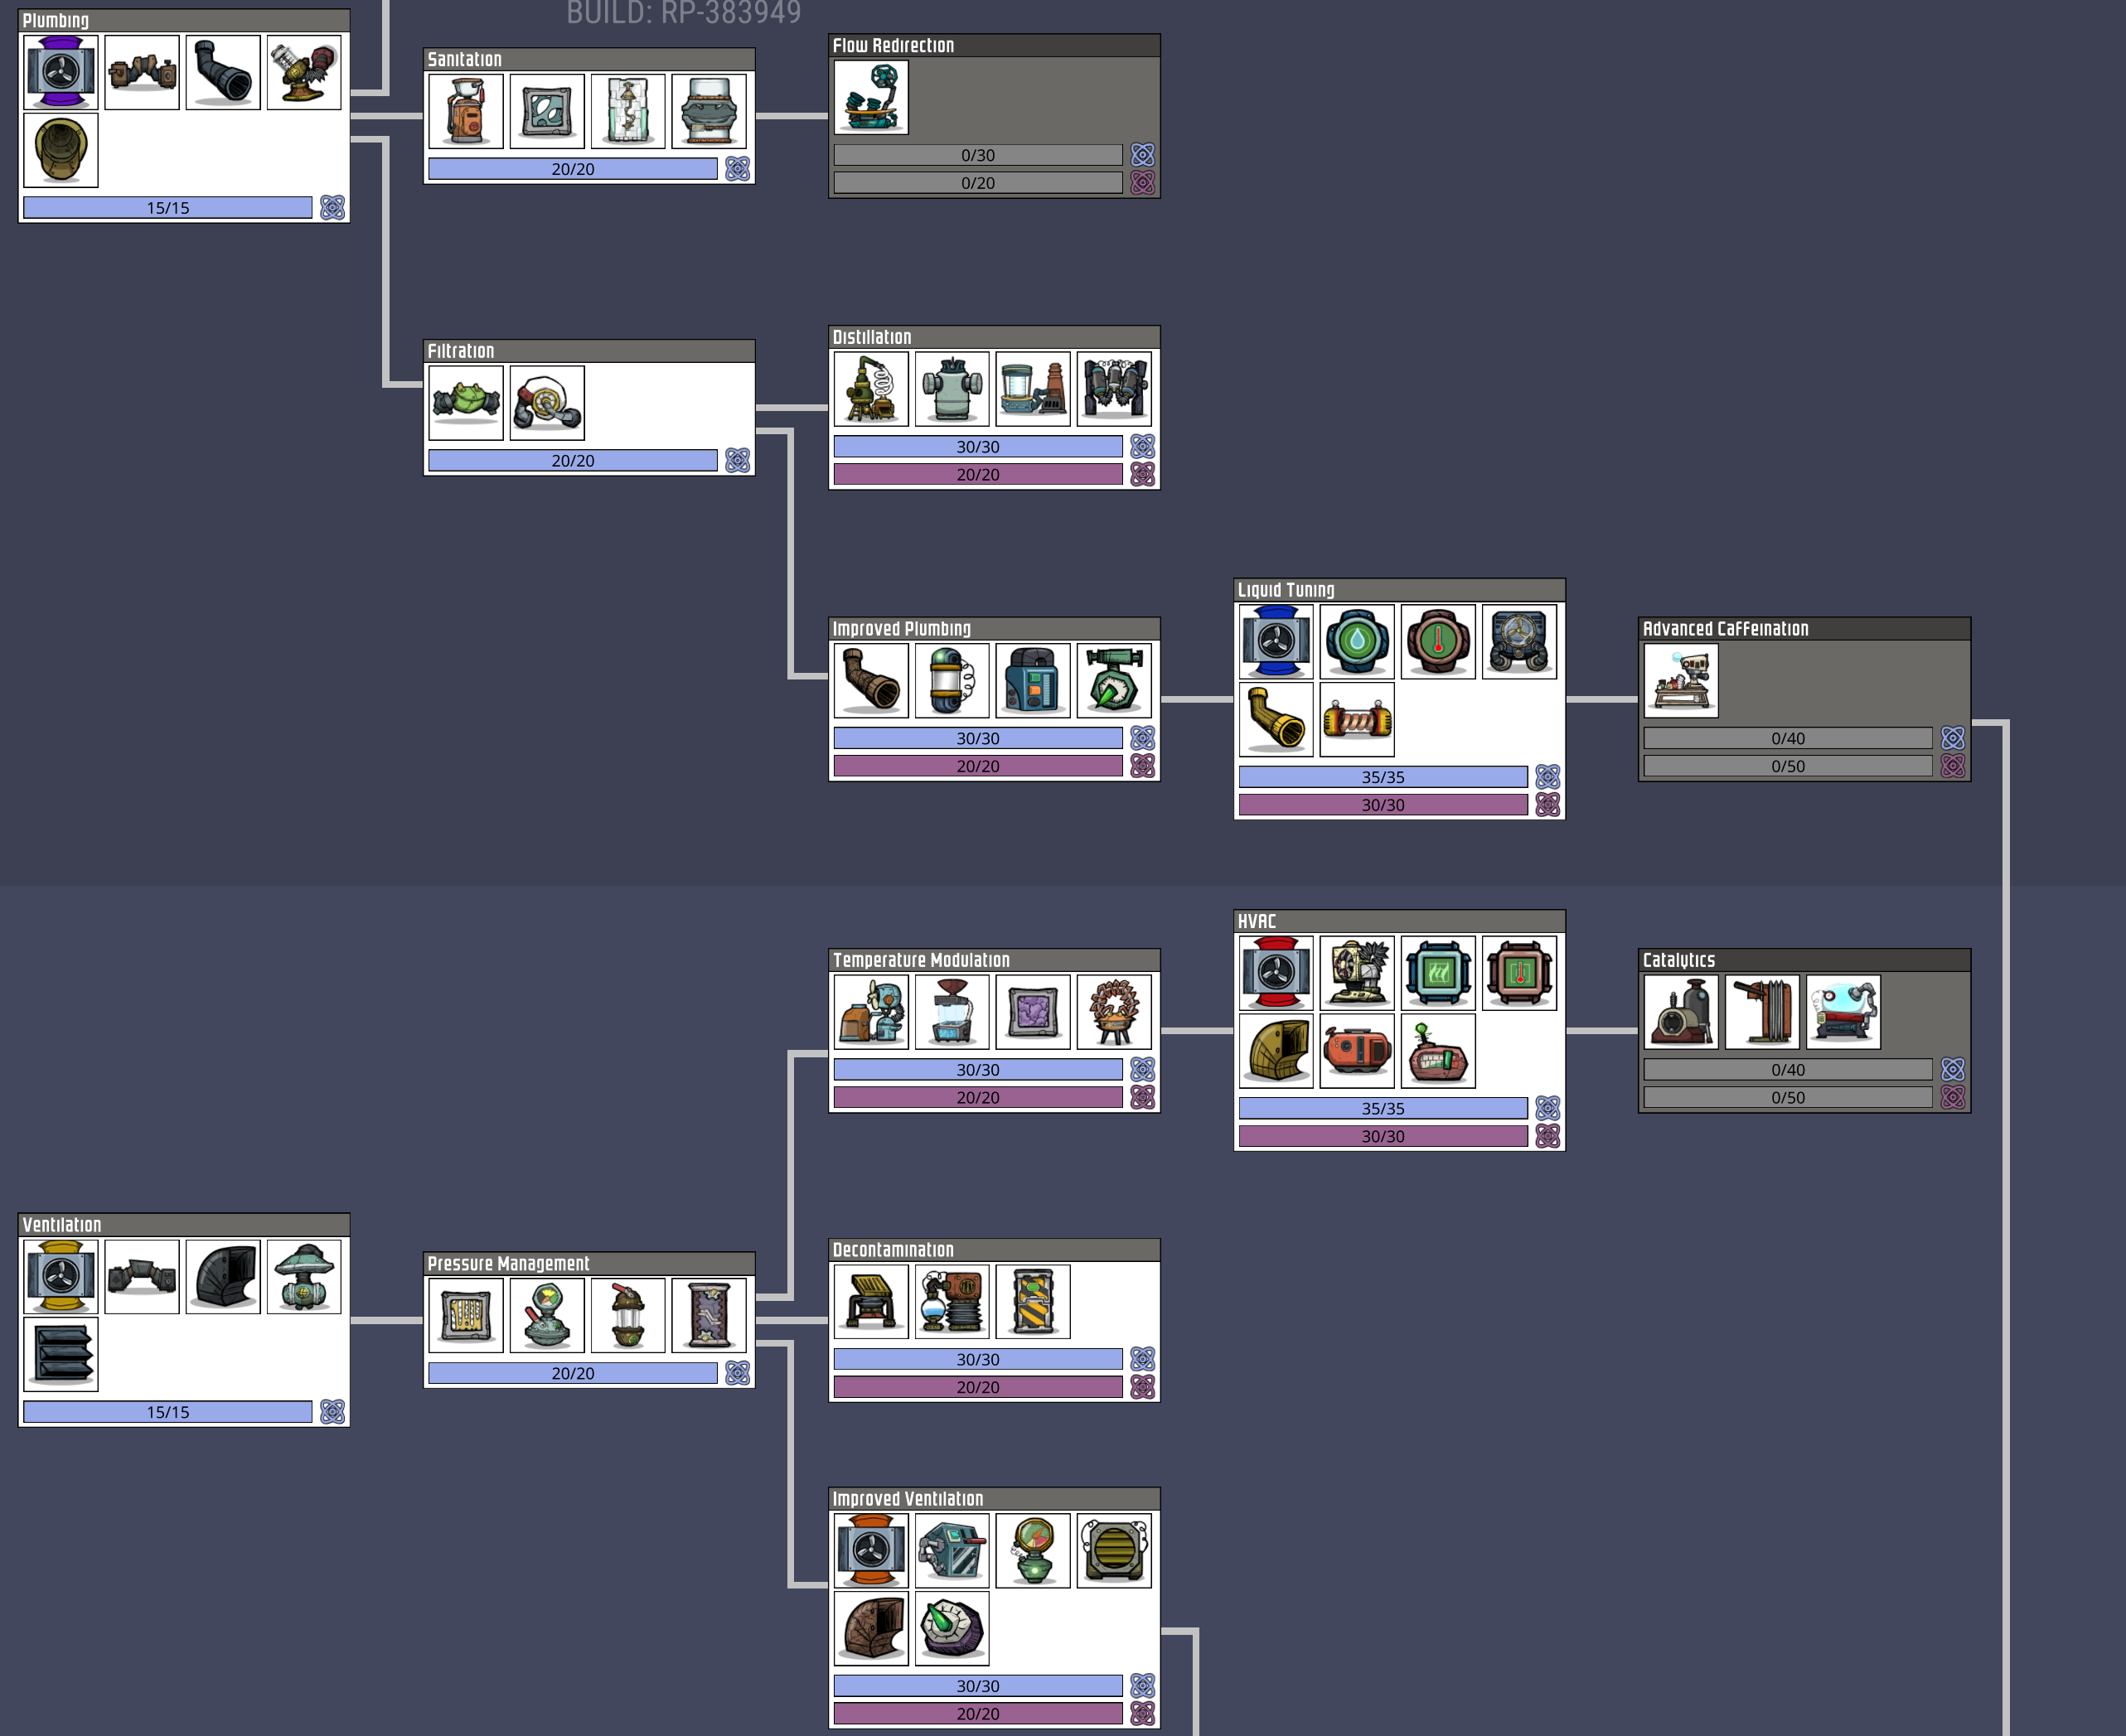 BUILD: RP-383949
Plumbing
15/15
Sanitation
20/20
Flow Redirection
0/30
0/20
Filtration
20/20
Distillation
30/30
20/20
Improved Plumbing
30/30
20/20
Liquid Tuning
35/35
30/30
Advanced Caffeination
0/40
0/50
Temperature Modulation
30/30
20/20
HVAC
35/35
30/30
Catalytics
0/40
0/50
Ventilation
15/15
Pressure Management
20/20
Decontamination
30/30
20/20
Improved Ventilation
30/30
20/20